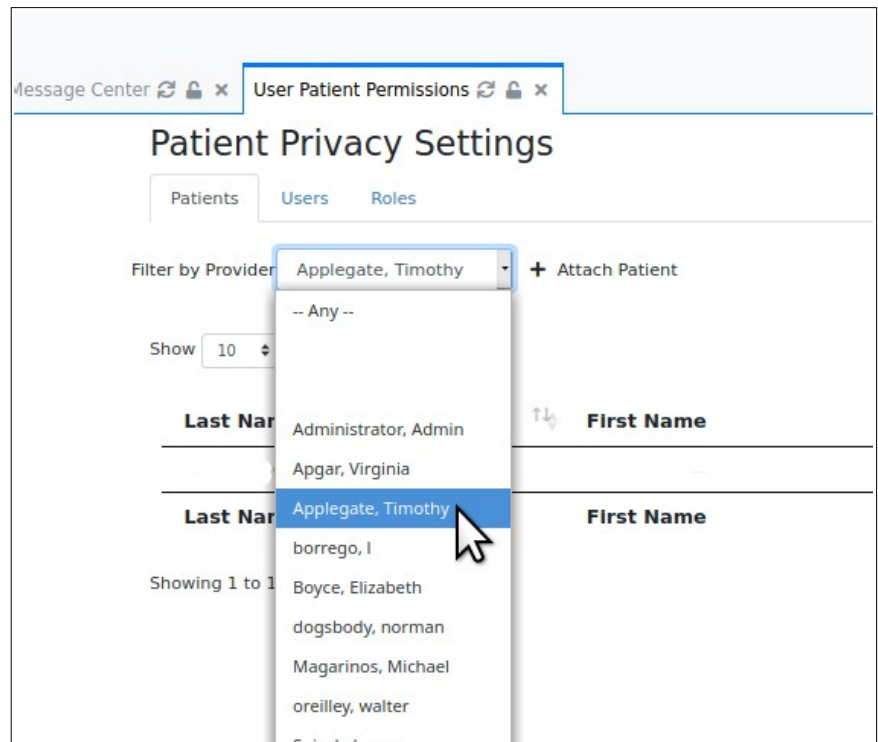 Message Center
User Patient Permissions
Patient Privacy Settings
Patients Users Roles
Filter by Provider Applegate, Timothy + Attach Patient
-- Any --
Show 10
Administrator, Admin
Last Nar First Name
Apgar, Virginia
Applegate, Timothy
Last Nar First Name
borrego, l
Showing 1 to 1
Boyce, Elizabeth
dogsbody, norman
Magarinos, Michael
oreilley, walter